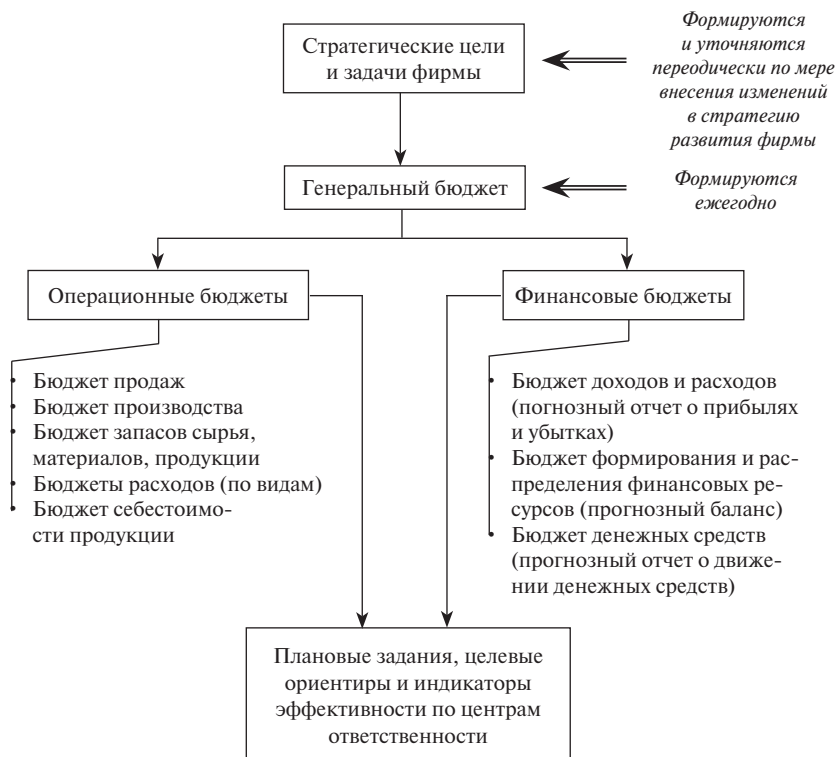 Стратегические цели
и задачи фирмы
Формируются
и уточняются
переодически по мере
внесения изменений
в стратегию
развития фирмы
Генеральный бюджет
Формируются
ежегодно
Операционные бюджеты
Финансовые бюджеты
• Бюджет продаж
• Бюджет производства
• Бюджет запасов сырья,
материалов, продукции
• Бюджеты расходов (по видам)
• Бюджет себестоимо-
сти продукции
• Бюджет доходов и расходов
(погнозный отчет о прибылях
и убытках)
• Бюджет формирования и рас-
пределения финансовых ре-
сурсов (прогнозный баланс)
• Бюджет денежных средств
(прогнозный отчет о движе-
нии денежных средств)
Плановые задания, целевые
ориентиры и индикаторы
эффективности по центрам
ответственности